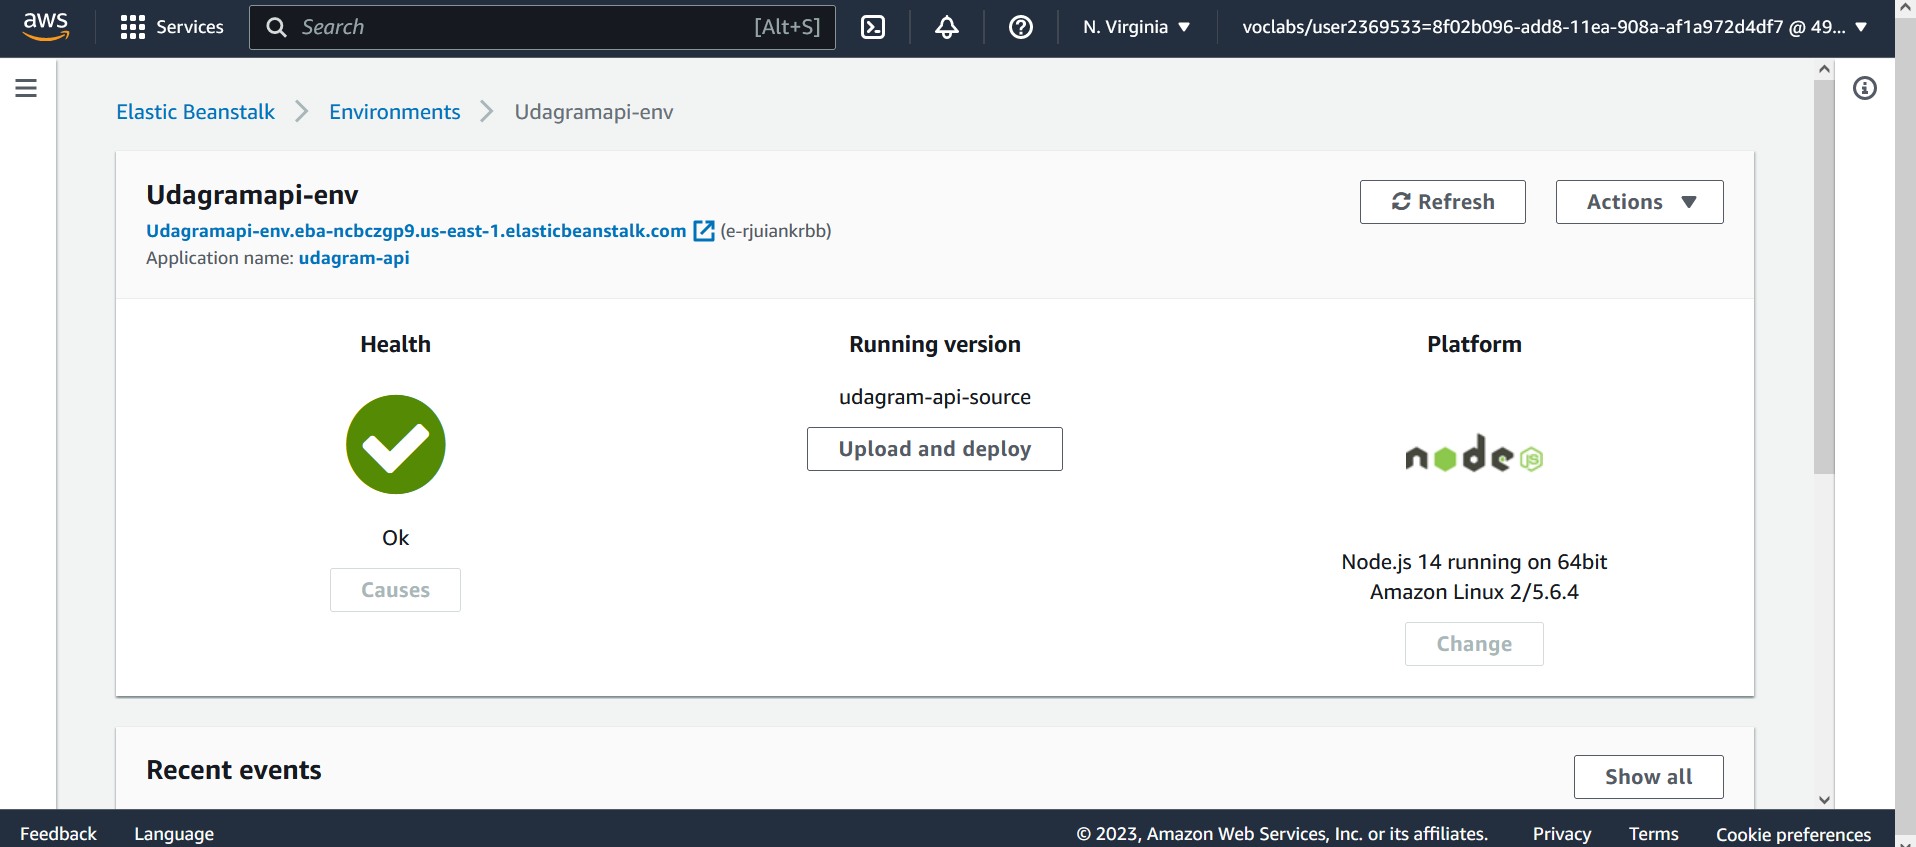 aws
Services
Search
[Alt+S]
N. Virginia
voclabs/user2369533=8f02b096-add8-11ea-908a-af1a972d4df7 @ 49...
Elastic Beanstalk
Environments
Udagramapi-env
Udagramapi-env
Udagramapi-env.eba-ncbczgp9.us-east-1.elasticbeanstalk.com (e-rjuiankrbb)
Application name: udagram-api
Refresh
Actions
Health
Ok
Causes
Running version
udagram-api-source
Upload and deploy
Platform
node JS
Node.js 14 running on 64bit
Amazon Linux 2/5.6.4
Change
Recent events
Show all
Feedback
Language
© 2023, Amazon Web Services, Inc. or its affiliates.
Privacy
Terms
Cookie preferences